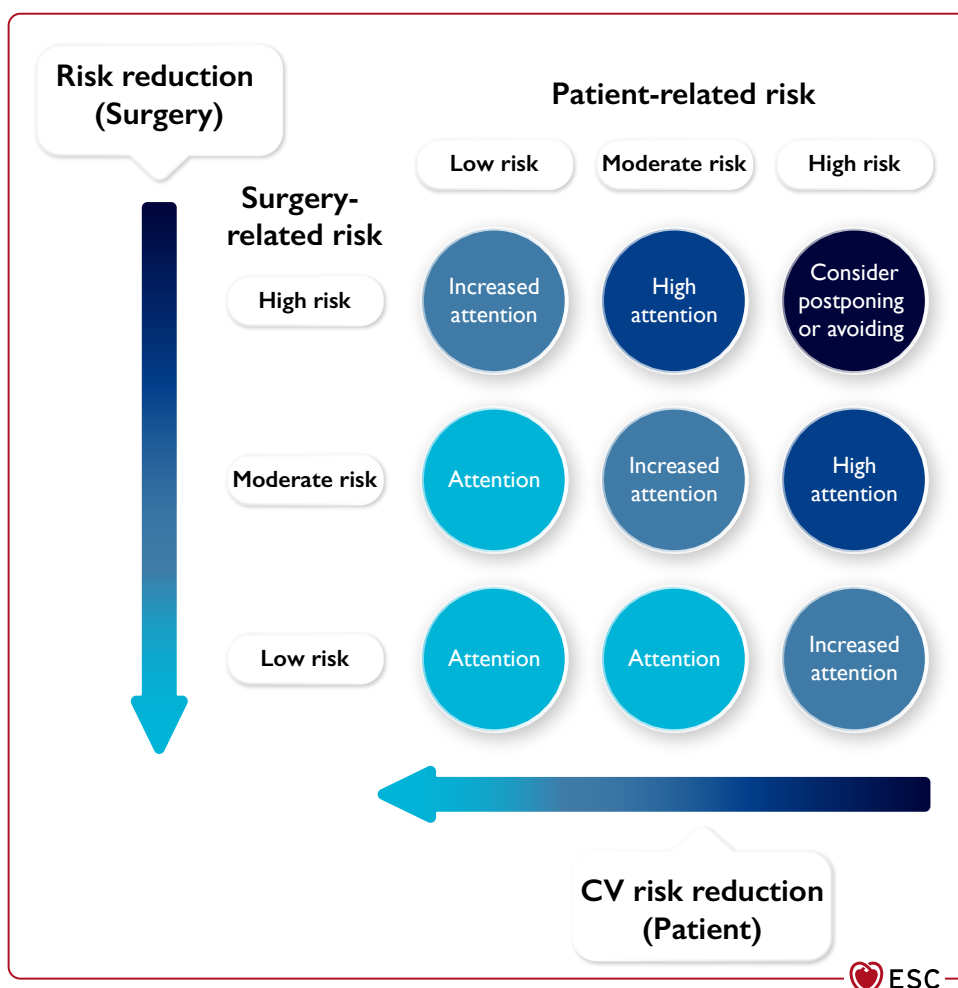 Risk reduction
(Surgery)
Patient-related risk
Low risk
Moderate risk
High risk
Surgery-
related risk
High risk
Increased
attention
High
attention
Consider
postponing
or avoiding
Moderate risk
Attention
Increased
attention
High
attention
Low risk
Attention
Attention
Increased
attention
CV risk reduction
(Patient)
ESC